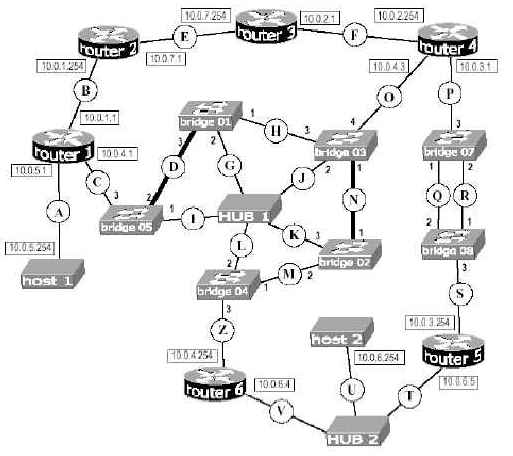 10.0.7.254
E
router 3
10.0.2.1
F
10.0.2.254
router 2
router 4
10.0.1.254
10.0.7.1
10.0.4.3
10.0.3.1
B
O
P
10.0.1.1
bridge 01
1
H
3
4
3
router 1
10.0.4.1
3
2
bridge 03
bridge 07
10.0.5.1
D
G
J
2
1
1
2
C
A
3
2
HUB 1
N
Q
R
bridge 05
1
I
K
3
1
2
1
10.0.5.254
L
bridge 02
bridge 08
host 1
2
M
2
3
bridge 04
1
S
3
Z
host 2
10.0.3.254
10.0.4.254
10.0.6.254
router 5
router 6
10.0.6.4
U
T
10.0.6.5
V
HUB 2